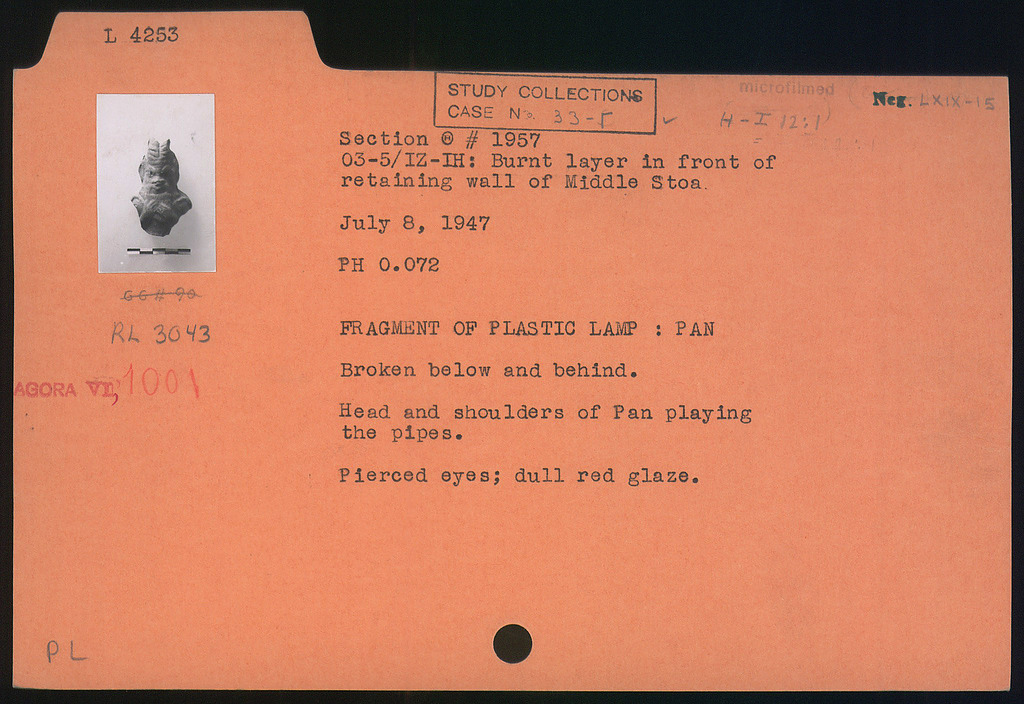 L 4253
STUDY COLLECTIONS
CASE No. 33-5
microfilmed
Neg. LXIX-15
H-I 12:1
Section Ⓗ # 1957
03-5/IZ-IH: Burnt layer in front of
retaining wall of Middle Stoa.
July 8, 1947
PH 0.072
GG# 90
RL 3043
AGORA VI, 1001
FRAGMENT OF PLASTIC LAMP : PAN
Broken below and behind.
Head and shoulders of Pan playing
the pipes.
Pierced eyes; dull red glaze.
PL